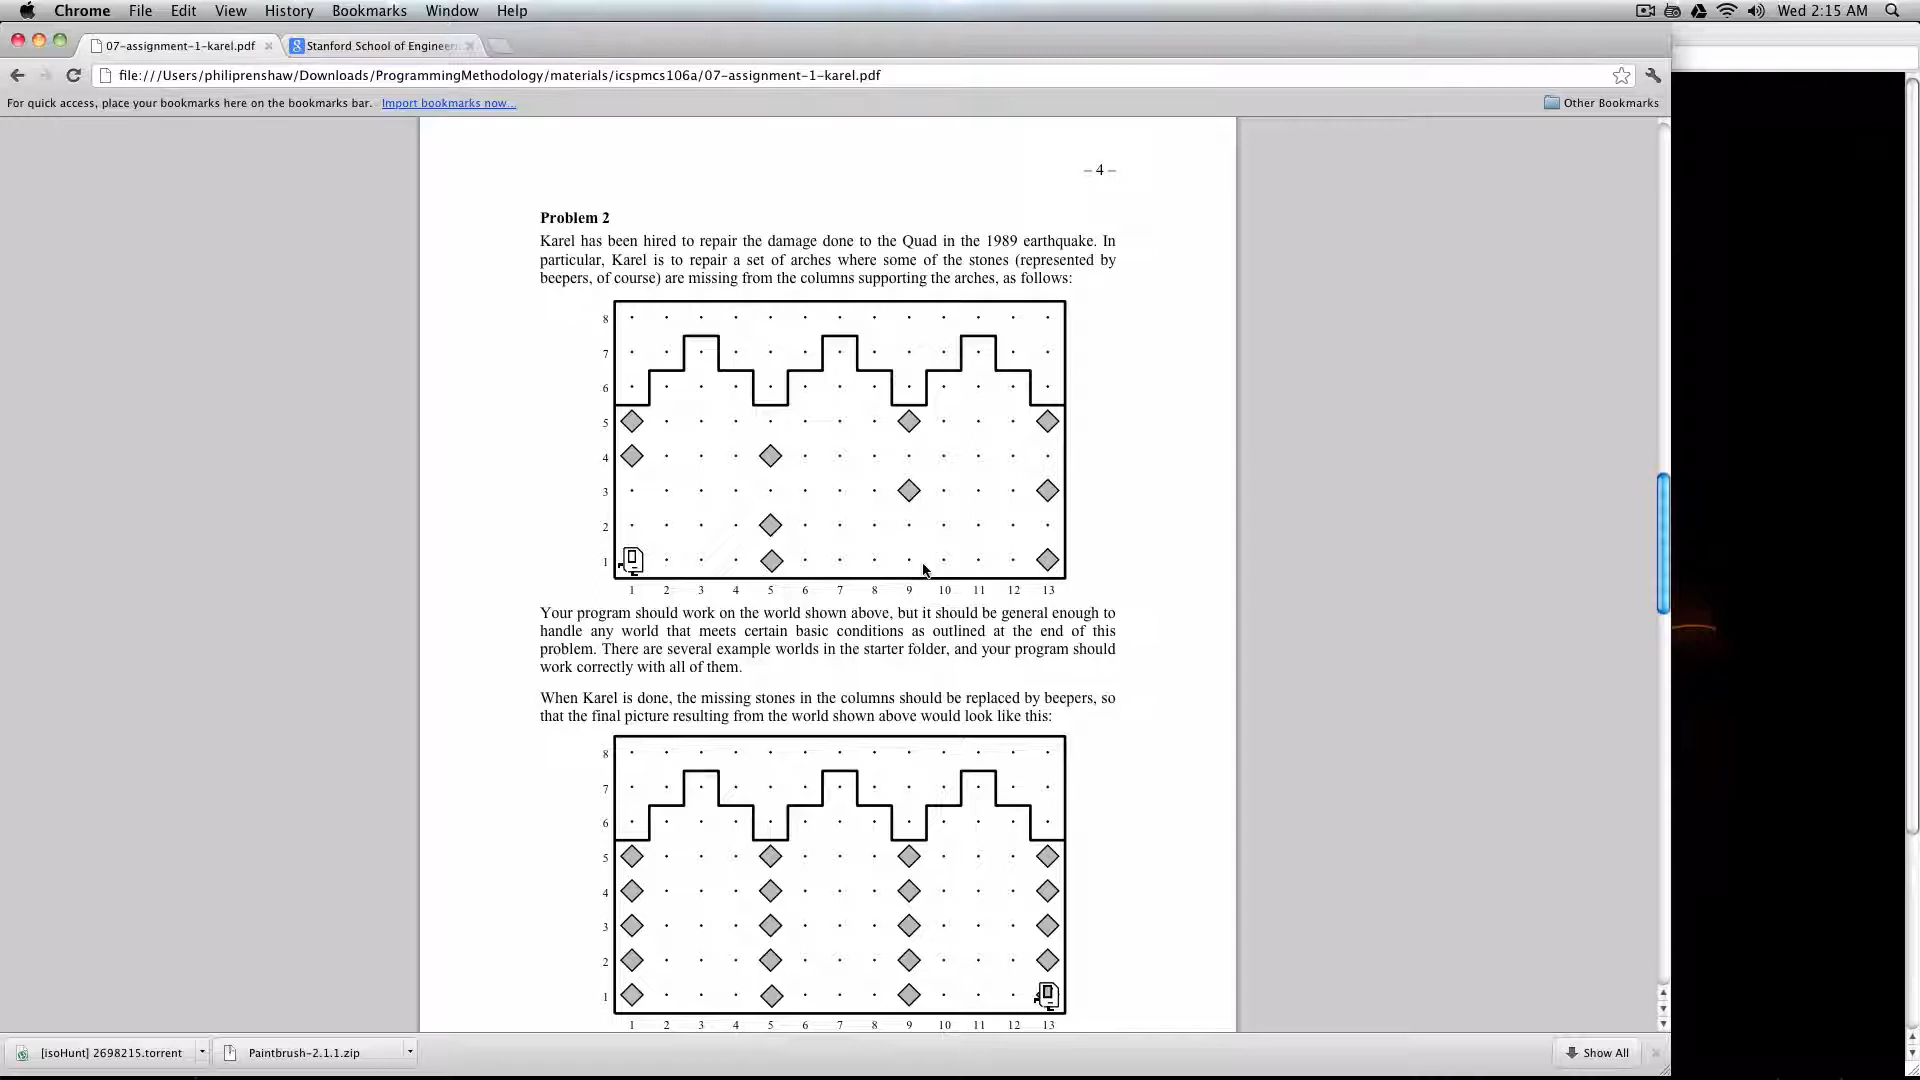 Chrome File Edit View History Bookmarks Window Help Wed 2:15 AM
07-assignment-1-karel.pdf Stanford School of Engineer
file:///Users/philiprenshaw/Downloads/ProgrammingMethodology/materials/icspmcs106a/07-assignment-1-karel.pdf
For quick access, place your bookmarks here on the bookmarks bar. Import bookmarks now... Other Bookmarks
– 4 –
Problem 2
Karel has been hired to repair the damage done to the Quad in the 1989 earthquake. In
particular, Karel is to repair a set of arches where some of the stones (represented by
beepers, of course) are missing from the columns supporting the arches, as follows:
8
7
6
5
4
3
2
1
1 2 3 4 5 6 7 8 9 10 11 12 13
Your program should work on the world shown above, but it should be general enough to
handle any world that meets certain basic conditions as outlined at the end of this
problem. There are several example worlds in the starter folder, and your program should
work correctly with all of them.
When Karel is done, the missing stones in the columns should be replaced by beepers, so
that the final picture resulting from the world shown above would look like this:
8
7
6
5
4
3
2
1
1 2 3 4 5 6 7 8 9 10 11 12 13
[isoHunt] 2698215.torrent Paintbrush-2.1.1.zip Show All